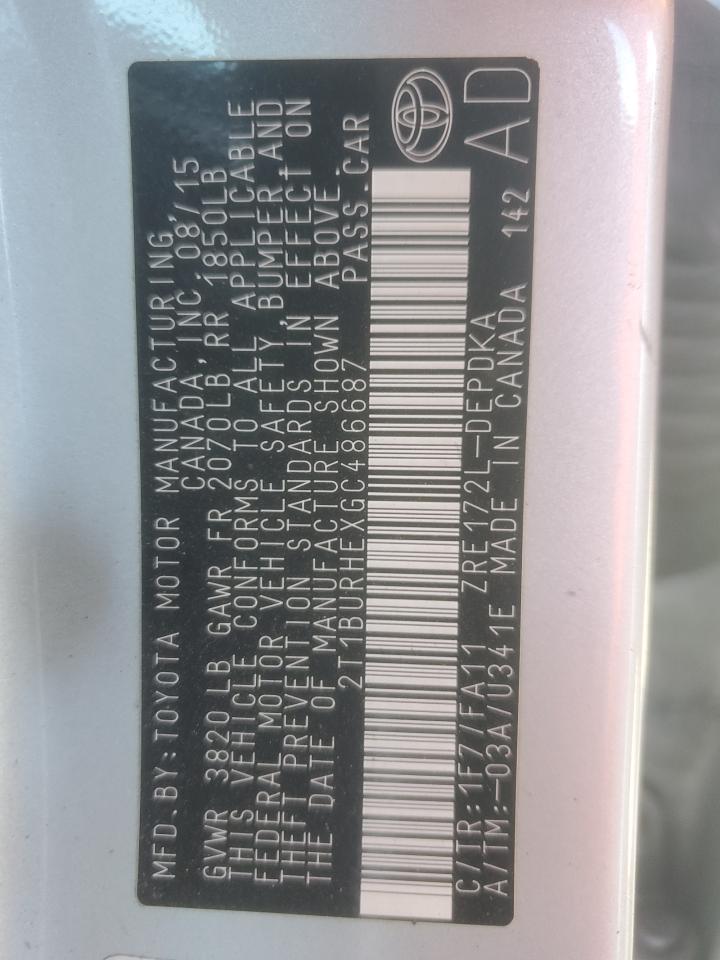 MFD.BY:TOYOTA MOTOR MANUFACTURING,
CANADA,INC. 08/15
GVWR 3820 LB GAWR FR 2070LB,RR 1850LB
THIS VEHICLE CONFORMS TO ALL APPLICABLE
FEDERAL MOTOR VEHICLE SAFETY BUMPER,AND
THEFT PREVENTION STANDARDS IN EFFECT ON
THE DATE OF MANUFACTURE SHOWN ABOVE.
2T1BURHEXGC486687 PASS.CAR
C/TR:1F7/FA11 ZRE172L-DEPDKA
A/TM:-03A/U341E MADE IN CANADA 142 AD